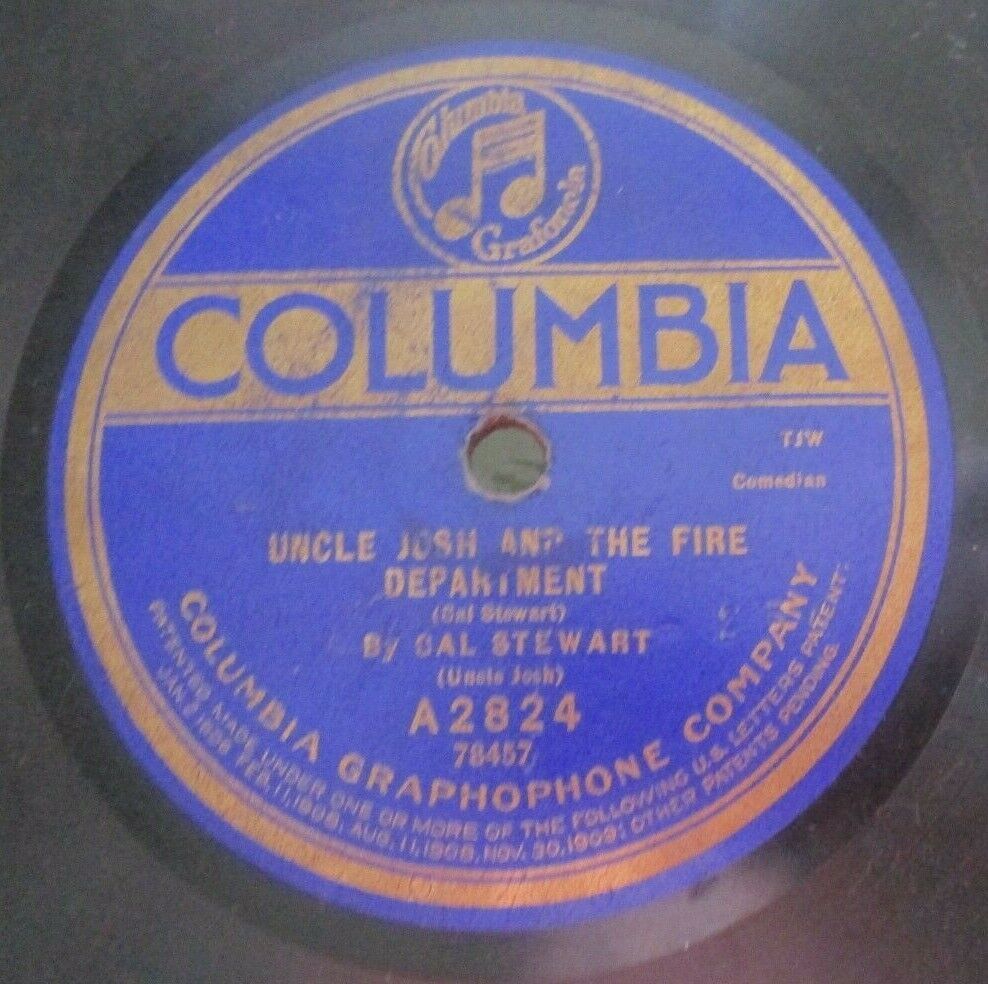 Columbia
Grafonola
COLUMBIA
TJW
Comedian
UNCLE JOSH AND THE FIRE
DEPARTMENT
(Cal Stewart)
By CAL STEWART
(Uncle Josh)
A2824
78457
COLUMBIA GRAPHOPHONE COMPANY
PATENTED, MADE UNDER ONE OR MORE OF THE FOLLOWING U.S. LETTERS PATENT:
FEB. 11, 1908, AUG. 11, 1908, NOV. 30, 1909; OTHER PATENTS PENDING.